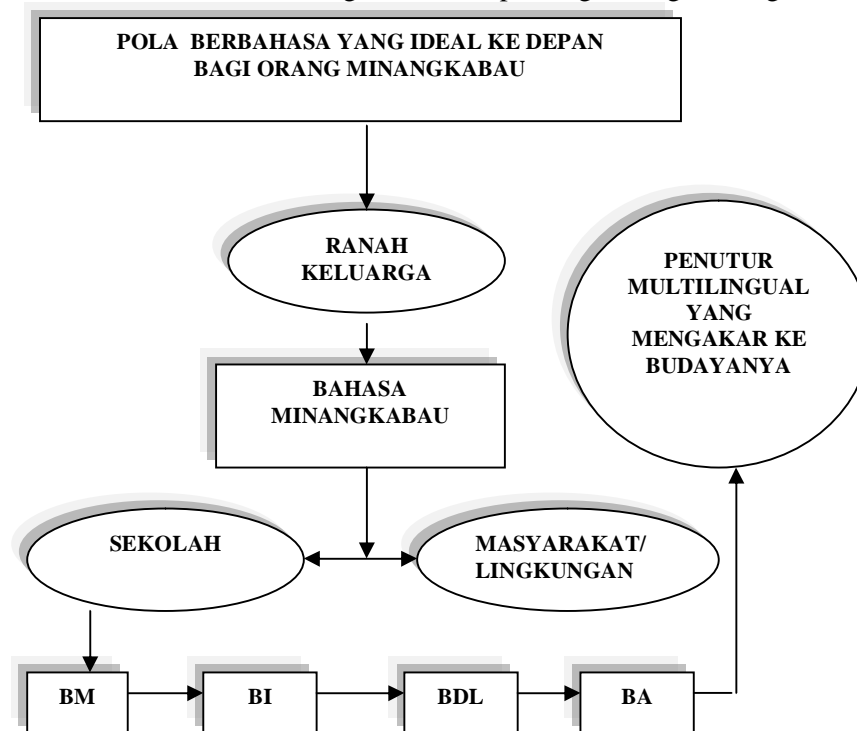 POLA BERBAHASA YANG IDEAL KE DEPAN
BAGI ORANG MINANGKABAU
RANAH
KELUARGA
PENUTUR
MULTILINGUAL
YANG
MENGAKAR KE
BUDAYANYA
BAHASA
MINANGKABAU
SEKOLAH
MASYARAKAT/
LINGKUNGAN
BM
BI
BDL
BA